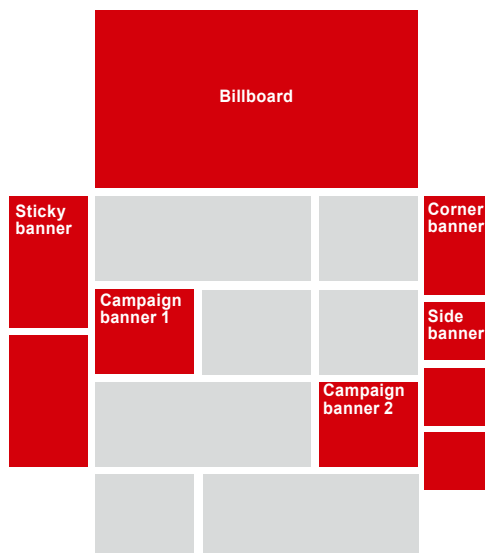 Billboard
Sticky
banner
Corner
banner
Campaign
banner 1
Side
banner
Campaign
banner 2